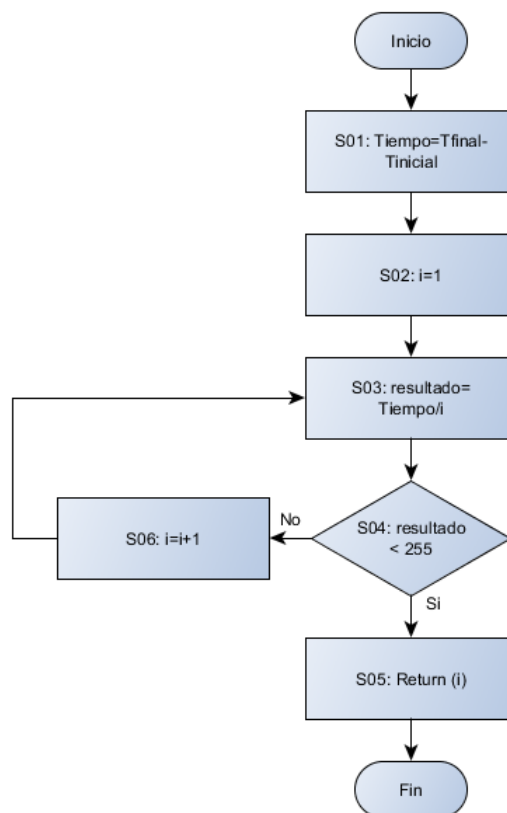 Inicio
S01: Tiempo=Tfinal-
Tinicial
S02: i=1
S03: resultado=
Tiempo/i
S04: resultado
< 255
No
S06: i=i+1
Si
S05: Return (i)
Fin